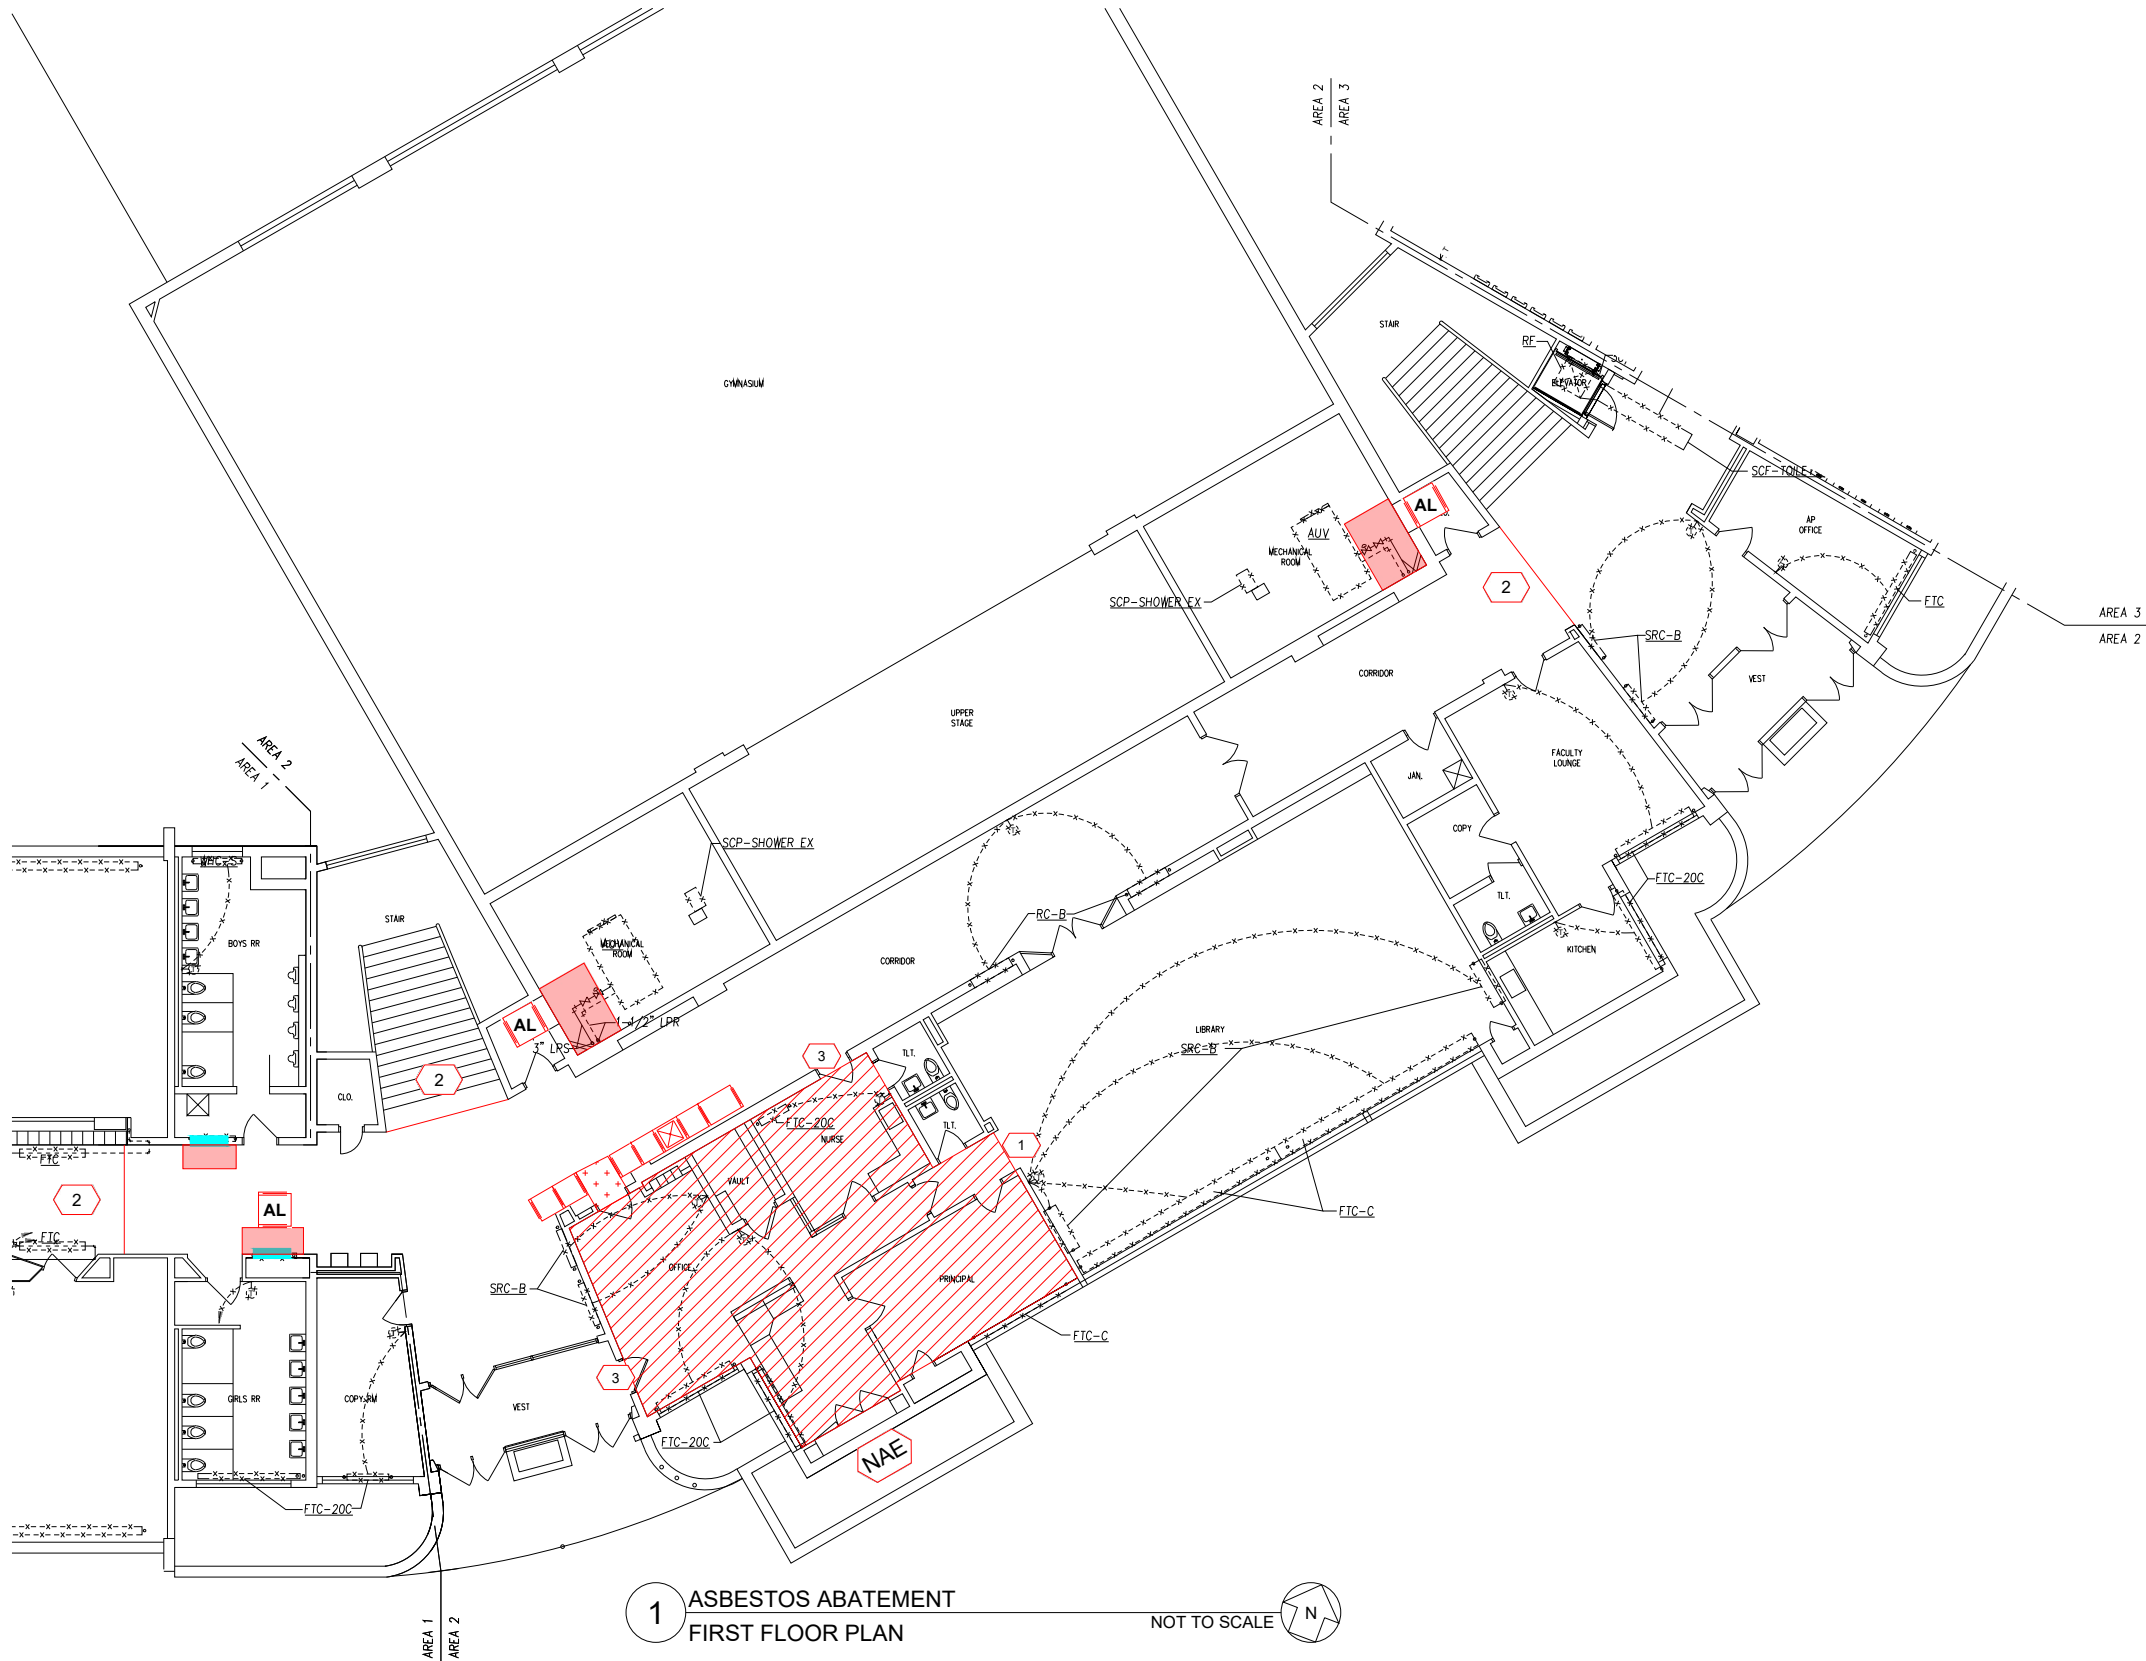 AREA 2
AREA 3
STAIR
RF
ELEVATOR
GYMNASIUM
SCF-TOILE
AP
OFFICE
AL
AUV
MECHANICAL
ROOM
2
SCP-SHOWER EX
FTC
AREA 3
AREA 2
SRC-B
CORRIDOR
VEST
UPPER
STAGE
AREA 2
AREA 1
FACULTY
LOUNGE
JAN.
COPY
SCP-SHOWER EX
WHC-S
FTC-20C
TLT.
RC-B
STAIR
BOYS RR
MECHANICAL
ROOM
KITCHEN
CORRIDOR
AL
1-1/2" LPR
3" LPS
LIBRARY
SRC-B
3
TLT.
2
CLO.
FTC-20C
NURSE
TLT.
1
FTC
VAULT
2
AL
FTC-C
FTC
OFFICE
PRINCIPAL
SRC-B
FTC-C
3
GIRLS RR
COPY RM
VEST
FTC-20C
NAE
FTC-20C
1
ASBESTOS ABATEMENT
FIRST FLOOR PLAN
NOT TO SCALE
N
AREA 1
AREA 2